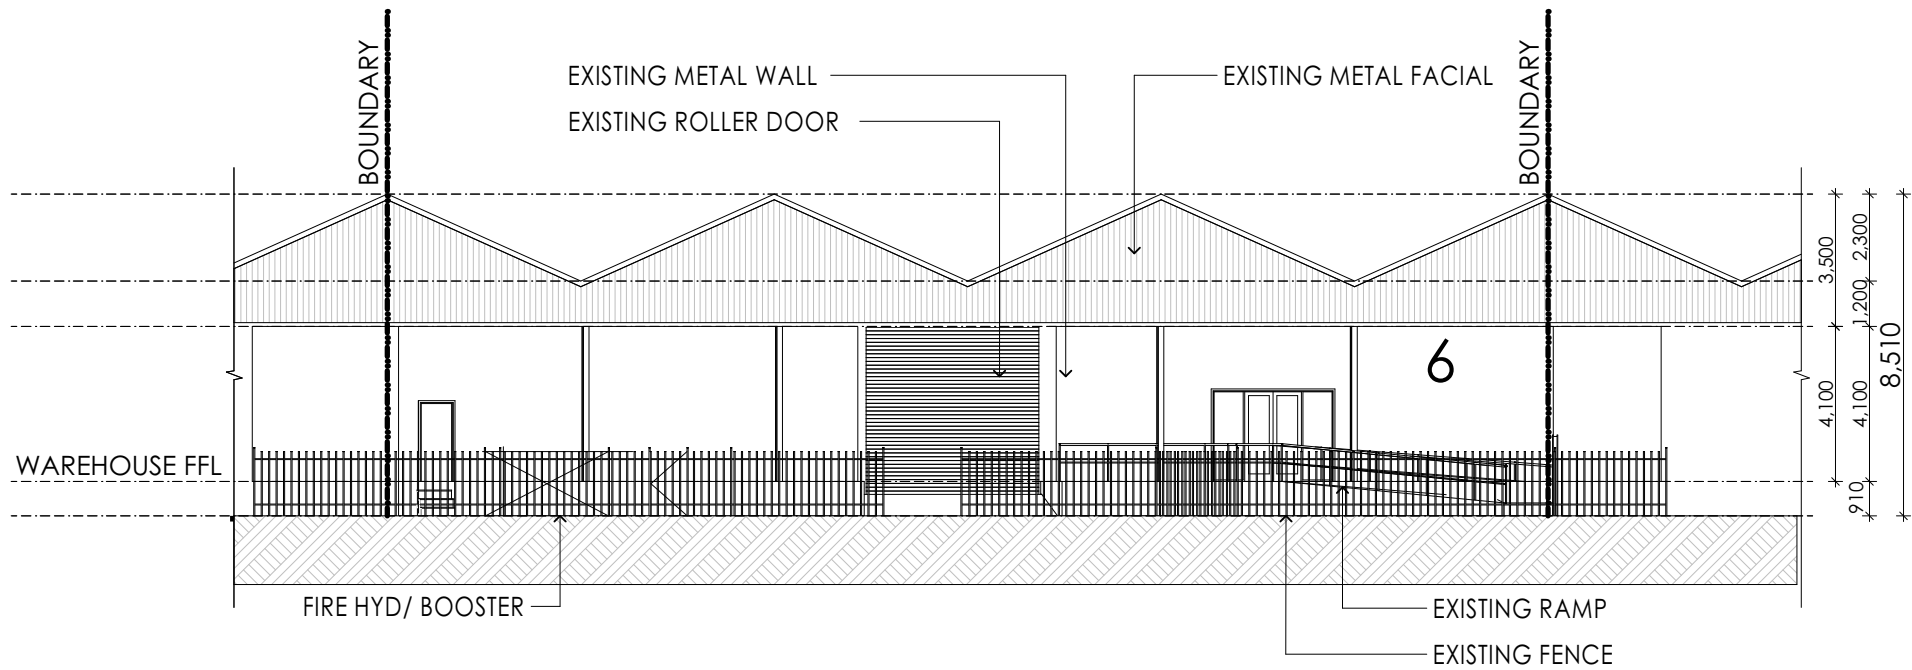 BOUNDARY
BOUNDARY
EXISTING METAL WALL
EXISTING METAL FACIAL
EXISTING ROLLER DOOR
3,500
2,300
1,200
6
8,510
4,100
4,100
WAREHOUSE FFL
910
FIRE HYD/ BOOSTER
EXISTING RAMP
EXISTING FENCE